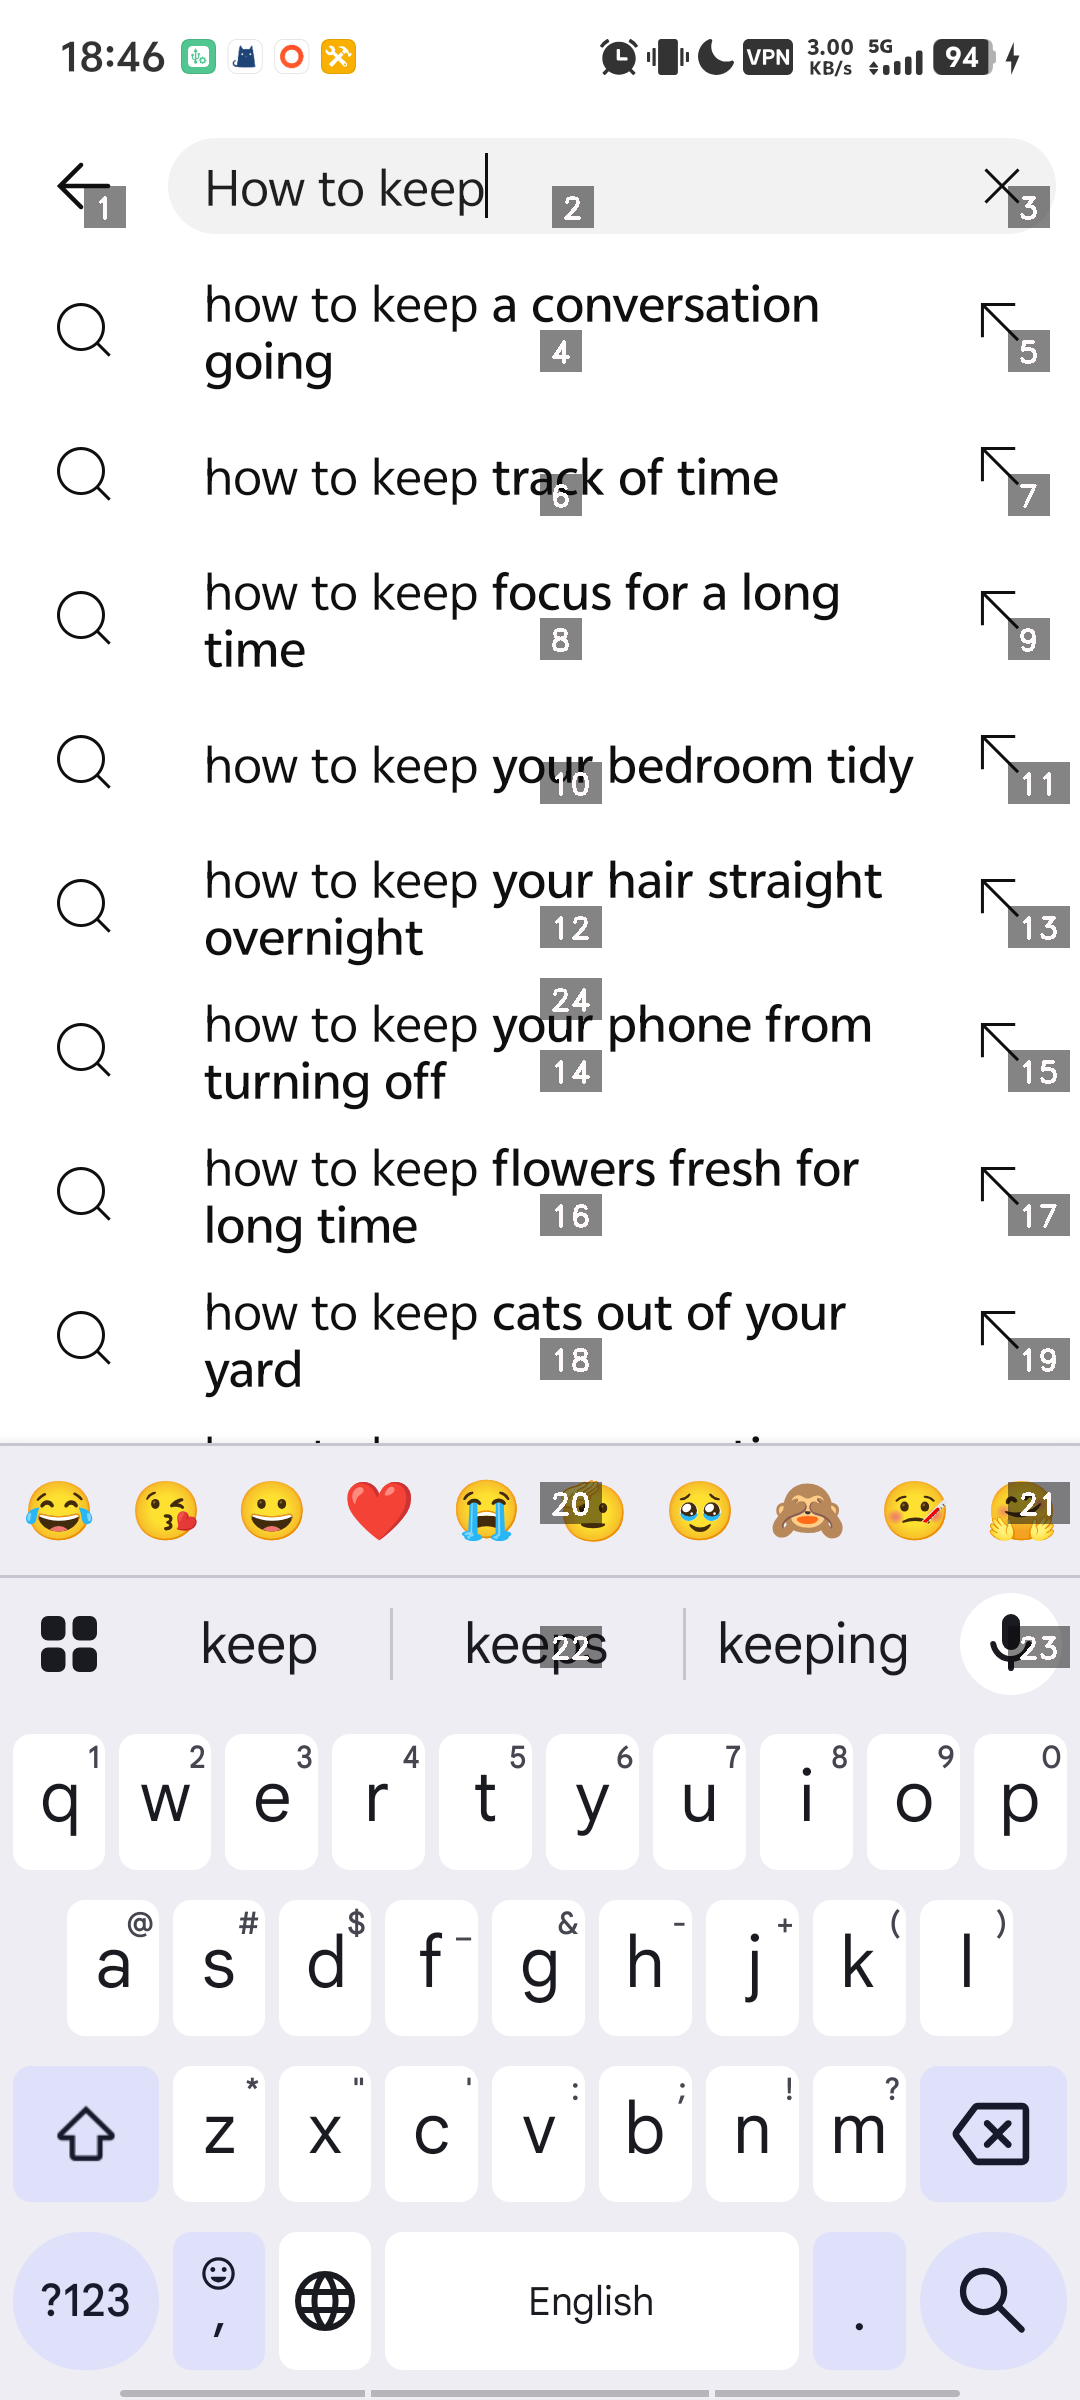 18:46
VPN
3.00
KB/s
5G
94
How to keep
1
2
3
how to keep a conversation
going
4
5
how to keep track of time
6
7
how to keep focus for a long
time
8
9
how to keep your bedroom tidy
10
11
how to keep your hair straight
overnight
12
13
24
how to keep your phone from
turning off
14
15
how to keep flowers fresh for
long time
16
17
how to keep cats out of your
yard
18
19
20
21
keep keeps keeping
22
23
1 2 3 4 5 6 7 8 9 0
q w e r t y u i o p
@ # $ _ & - + ( )
a s d f g h j k l
* " ' : ; ! ?
z x c v b n m
?123 , English .